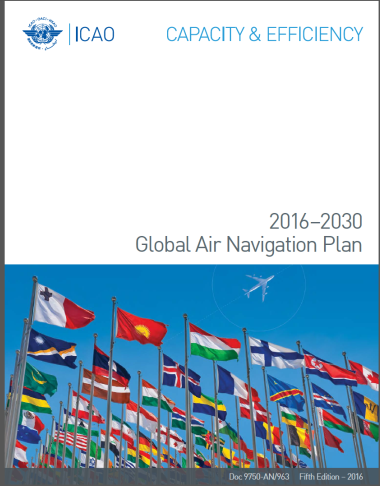 ICAO
CAPACITY & EFFICIENCY
2016–2030
Global Air Navigation Plan
Doc 9750-AN/963 Fifth Edition – 2016